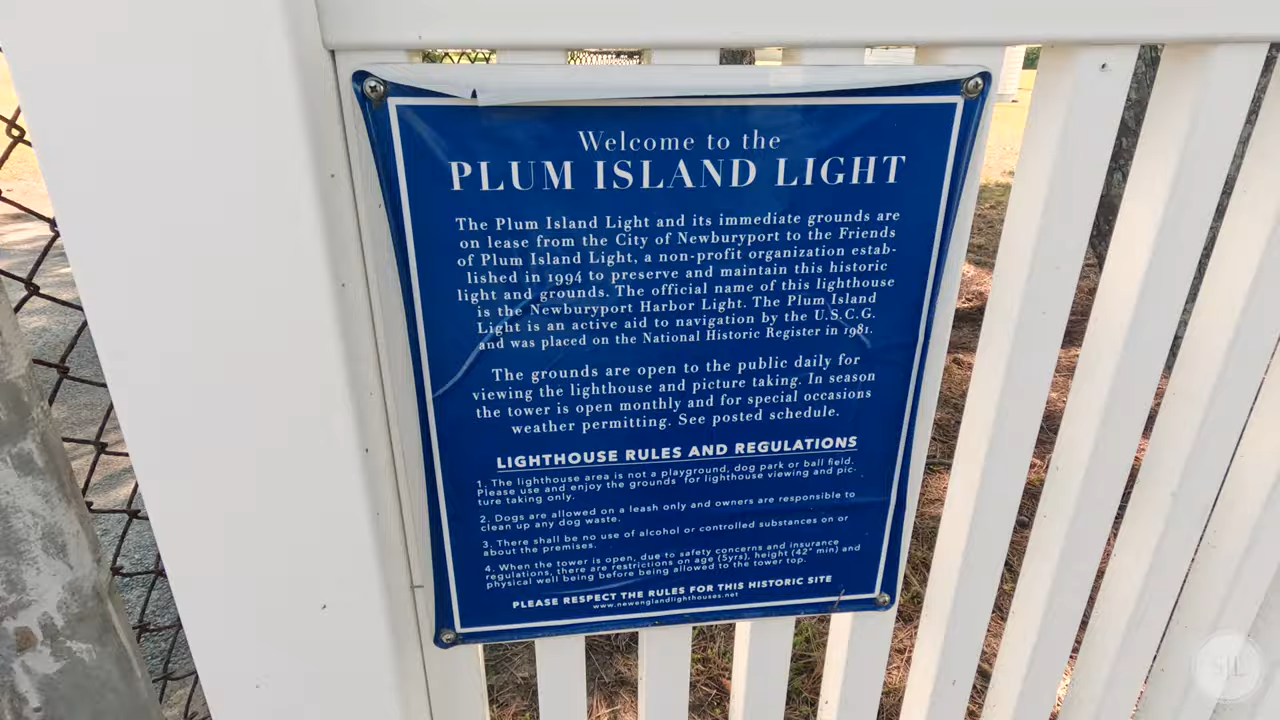 Welcome to the
PLUM ISLAND LIGHT
The Plum Island Light and its immediate grounds are
on lease from the City of Newburyport to the Friends
of Plum Island Light, a non-profit organization estab-
lished in 1994 to preserve and maintain this historic
light and grounds. The official name of this lighthouse
is the Newburyport Harbor Light. The Plum Island
Light is an active aid to navigation by the U.S.C.G.
and was placed on the National Historic Register in 1981.
The grounds are open to the public daily for
viewing the lighthouse and picture taking. In season
the tower is open monthly and for special occasions
weather permitting. See posted schedule.
LIGHTHOUSE RULES AND REGULATIONS
1. The lighthouse area is not a playground, dog park or ball field.
Please use and enjoy the grounds for lighthouse viewing and pic-
ture taking only.
2. Dogs are allowed on a leash only and owners are responsible to
clean up any dog waste.
3. There shall be no use of alcohol or controlled substances on or
about the premises.
4. When the tower is open, due to safety concerns and insurance
regulations, there are restrictions on age (5yrs), height (42" min) and
physical well being before being allowed to the tower top.
PLEASE RESPECT THE RULES FOR THIS HISTORIC SITE
www.newenglandlighthouses.net
SJL